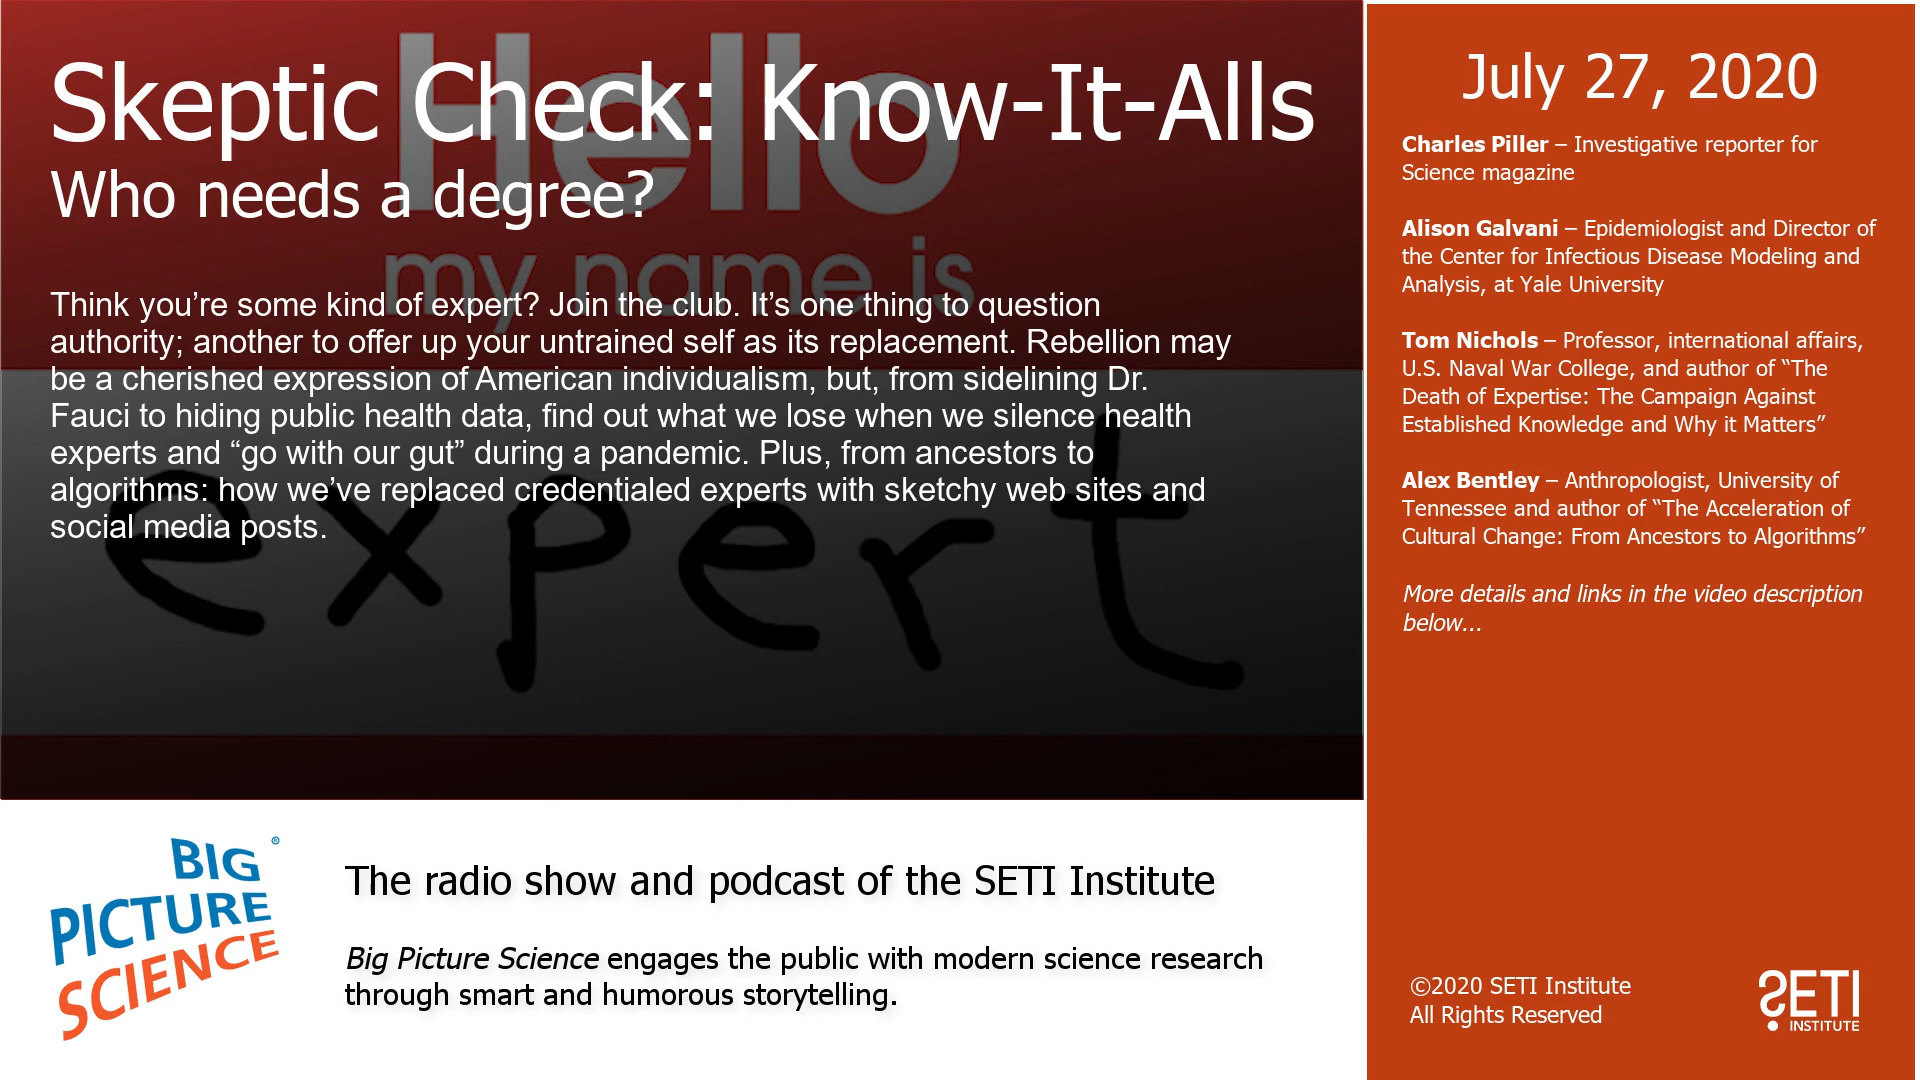 Hello
my name is
expert
Skeptic Check: Know-It-Alls
Who needs a degree?
Think you’re some kind of expert? Join the club. It’s one thing to question
authority; another to offer up your untrained self as its replacement. Rebellion may
be a cherished expression of American individualism, but, from sidelining Dr.
Fauci to hiding public health data, find out what we lose when we silence health
experts and “go with our gut” during a pandemic. Plus, from ancestors to
algorithms: how we’ve replaced credentialed experts with sketchy web sites and
social media posts.
July 27, 2020
Charles Piller – Investigative reporter for
Science magazine
Alison Galvani – Epidemiologist and Director of
the Center for Infectious Disease Modeling and
Analysis, at Yale University
Tom Nichols – Professor, international affairs,
U.S. Naval War College, and author of “The
Death of Expertise: The Campaign Against
Established Knowledge and Why it Matters”
Alex Bentley – Anthropologist, University of
Tennessee and author of “The Acceleration of
Cultural Change: From Ancestors to Algorithms”
More details and links in the video description
below...
BIG ®
PICTURE
SCIENCE
The radio show and podcast of the SETI Institute
Big Picture Science engages the public with modern science research
through smart and humorous storytelling.
©2020 SETI Institute
All Rights Reserved
SETI
INSTITUTE